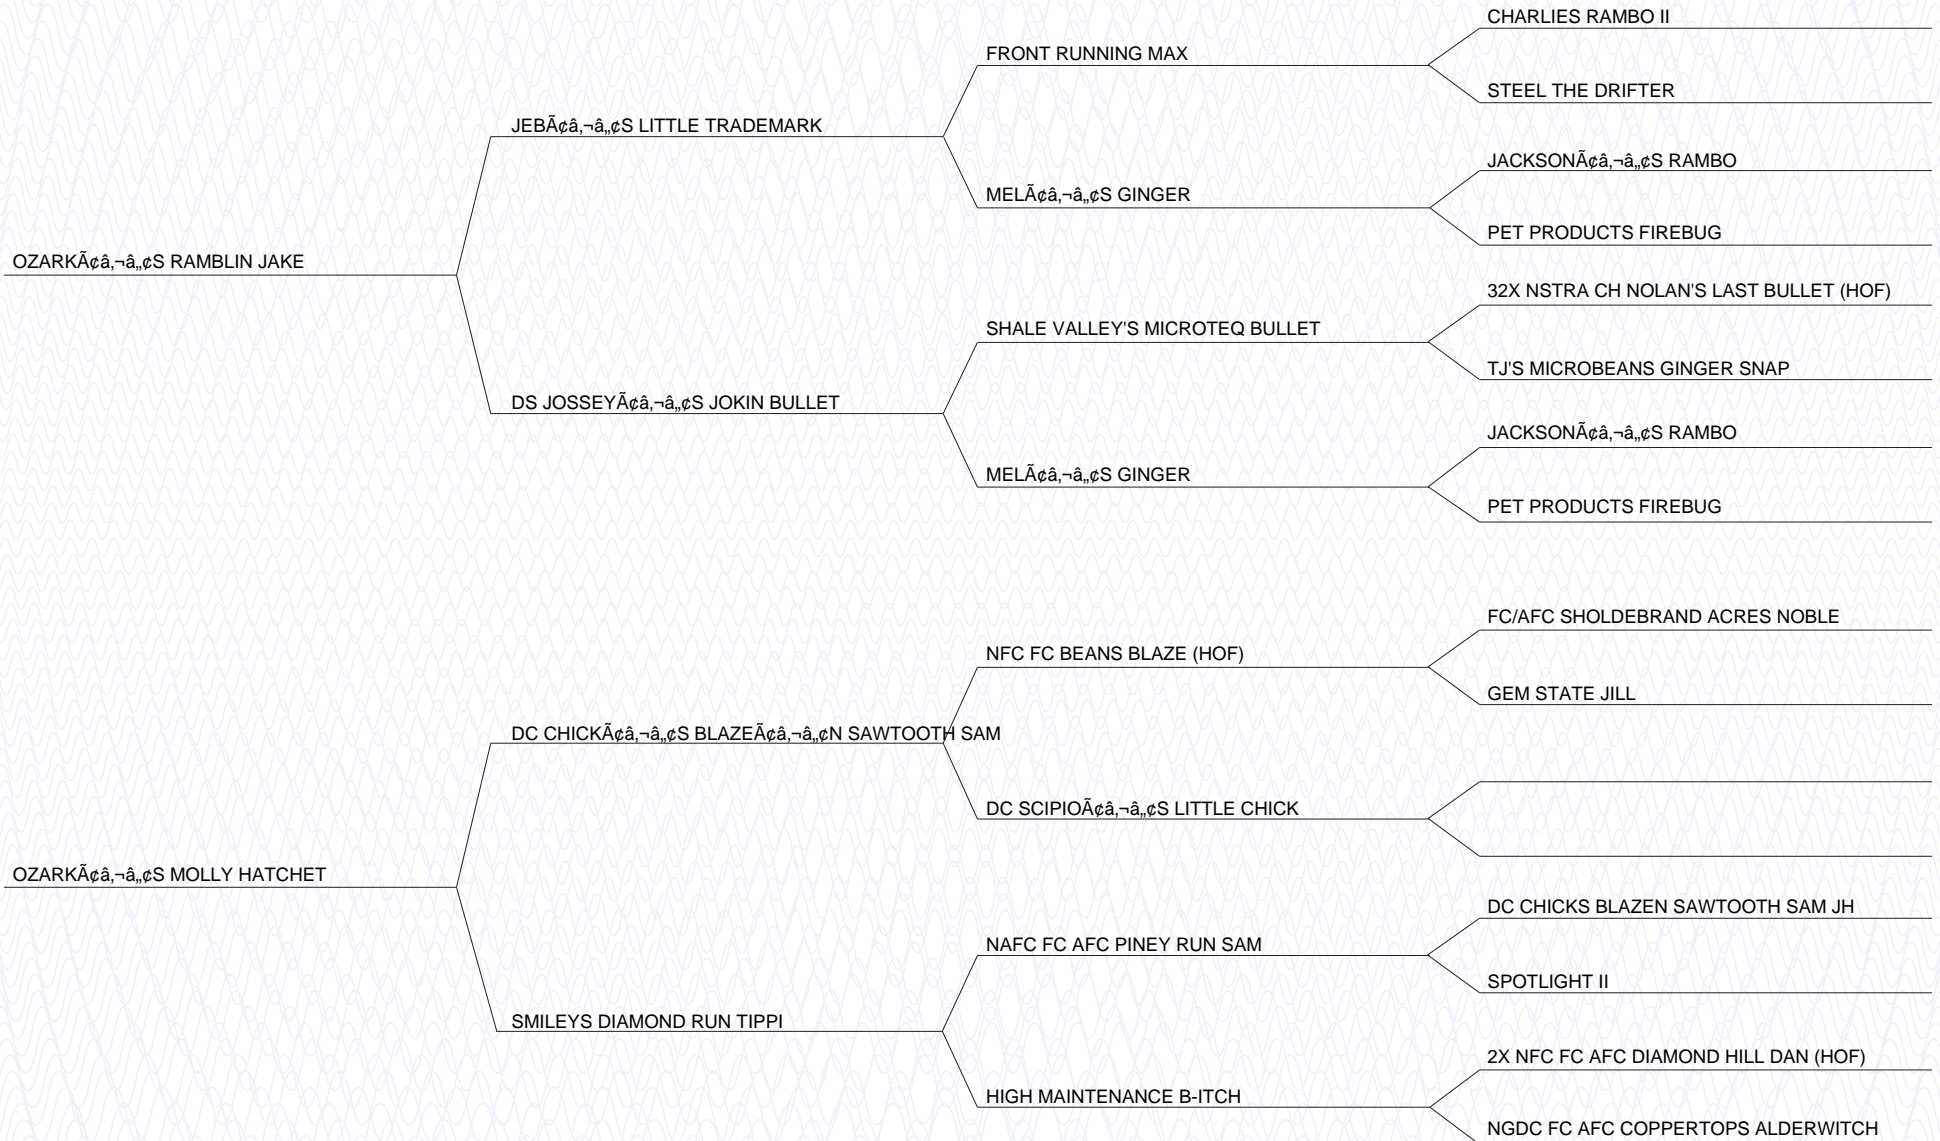 CHARLIES RAMBO II
FRONT RUNNING MAX
STEEL THE DRIFTER
JEBÃ¢â‚¬â„¢S LITTLE TRADEMARK
JACKSONÃ¢â‚¬â„¢S RAMBO
MELÃ¢â‚¬â„¢S GINGER
PET PRODUCTS FIREBUG
OZARKÃ¢â‚¬â„¢S RAMBLIN JAKE
32X NSTRA CH NOLAN'S LAST BULLET (HOF)
SHALE VALLEY'S MICROTEQ BULLET
TJ'S MICROBEANS GINGER SNAP
DS JOSSEYÃ¢â‚¬â„¢S JOKIN BULLET
JACKSONÃ¢â‚¬â„¢S RAMBO
MELÃ¢â‚¬â„¢S GINGER
PET PRODUCTS FIREBUG
FC/AFC SHOLDEBRAND ACRES NOBLE
NFC FC BEANS BLAZE (HOF)
GEM STATE JILL
DC CHICKÃ¢â‚¬â„¢S BLAZEÃ¢â‚¬â„¢N SAWTOOTH SAM
DC SCIPIOÃ¢â‚¬â„¢S LITTLE CHICK
OZARKÃ¢â‚¬â„¢S MOLLY HATCHET
DC CHICKS BLAZEN SAWTOOTH SAM JH
NAFC FC AFC PINEY RUN SAM
SPOTLIGHT II
SMILEYS DIAMOND RUN TIPPI
2X NFC FC AFC DIAMOND HILL DAN (HOF)
HIGH MAINTENANCE B-ITCH
NGDC FC AFC COPPERTOPS ALDERWITCH